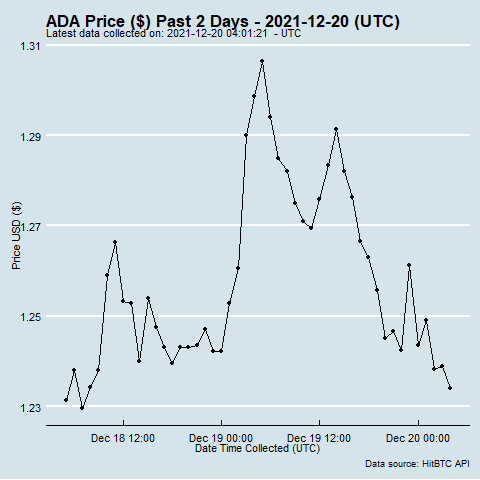 ADA Price ($) Past 2 Days - 2021-12-20 (UTC)
Latest data collected on: 2021-12-20 04:01:21  - UTC
1.31
1.29
1.27
1.25
1.23
Price USD ($)
Dec 18 12:00
Dec 19 00:00
Dec 19 12:00
Dec 20 00:00
Date Time Collected (UTC)
Data source: HitBTC API